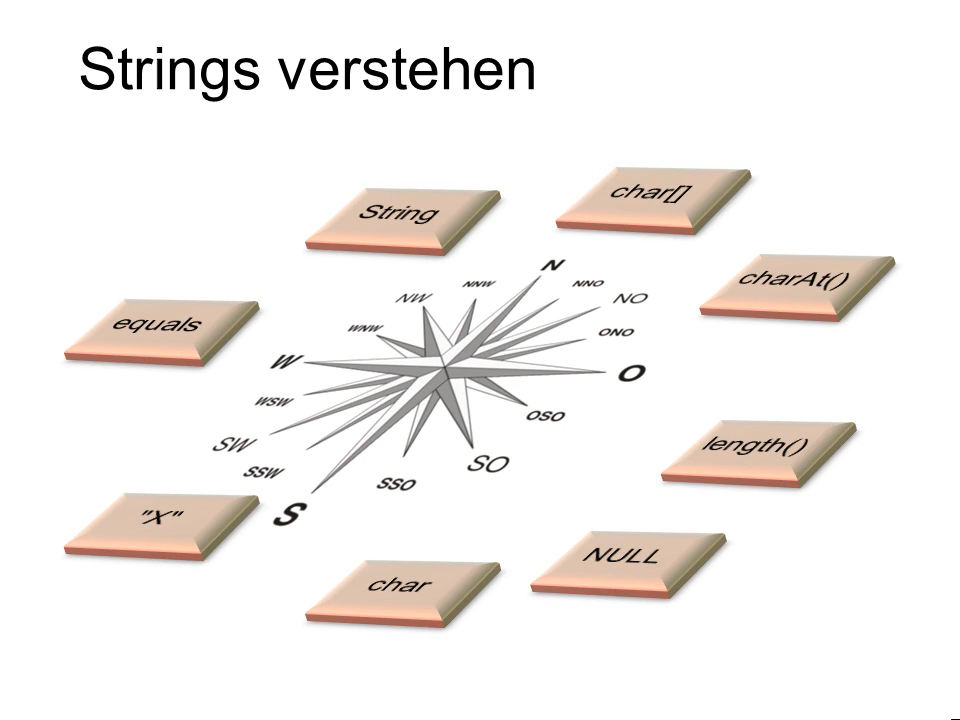 Strings verstehen
String
char[]
charAt()
equals
length()
"X"
NULL
char
N
NNW
NNO
NW
NO
WNW
ONO
W
O
WSW
OSO
SW
SSW
SO
SSO
S